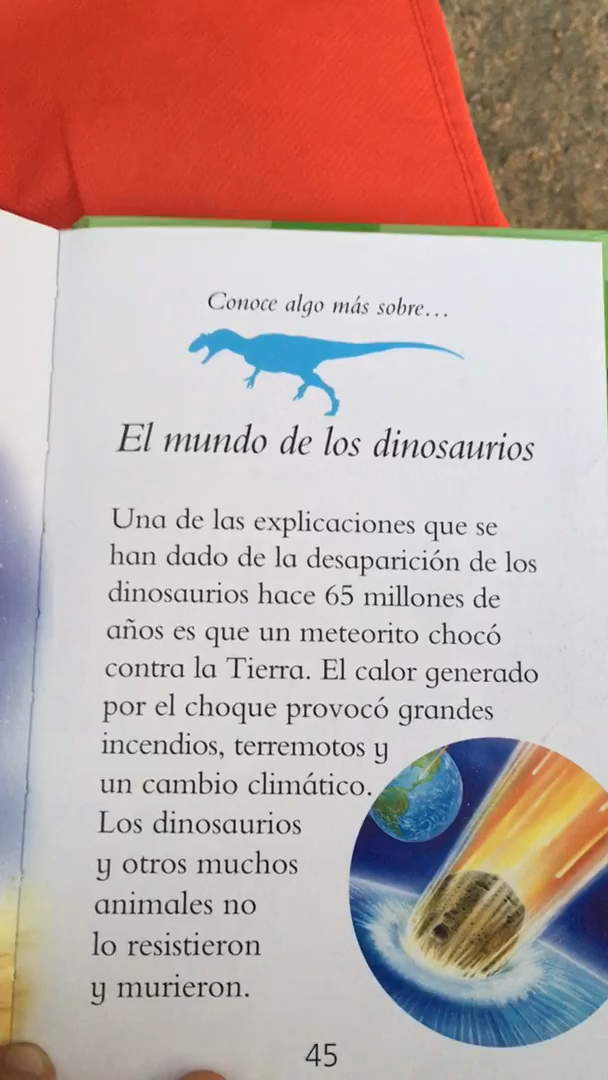 Conoce algo más sobre...
El mundo de los dinosaurios
Una de las explicaciones que se
han dado de la desaparición de los
dinosaurios hace 65 millones de
años es que un meteorito chocó
contra la Tierra. El calor generado
por el choque provocó grandes
incendios, terremotos y
un cambio climático.
Los dinosaurios
y otros muchos
animales no
lo resistieron
y murieron.
45